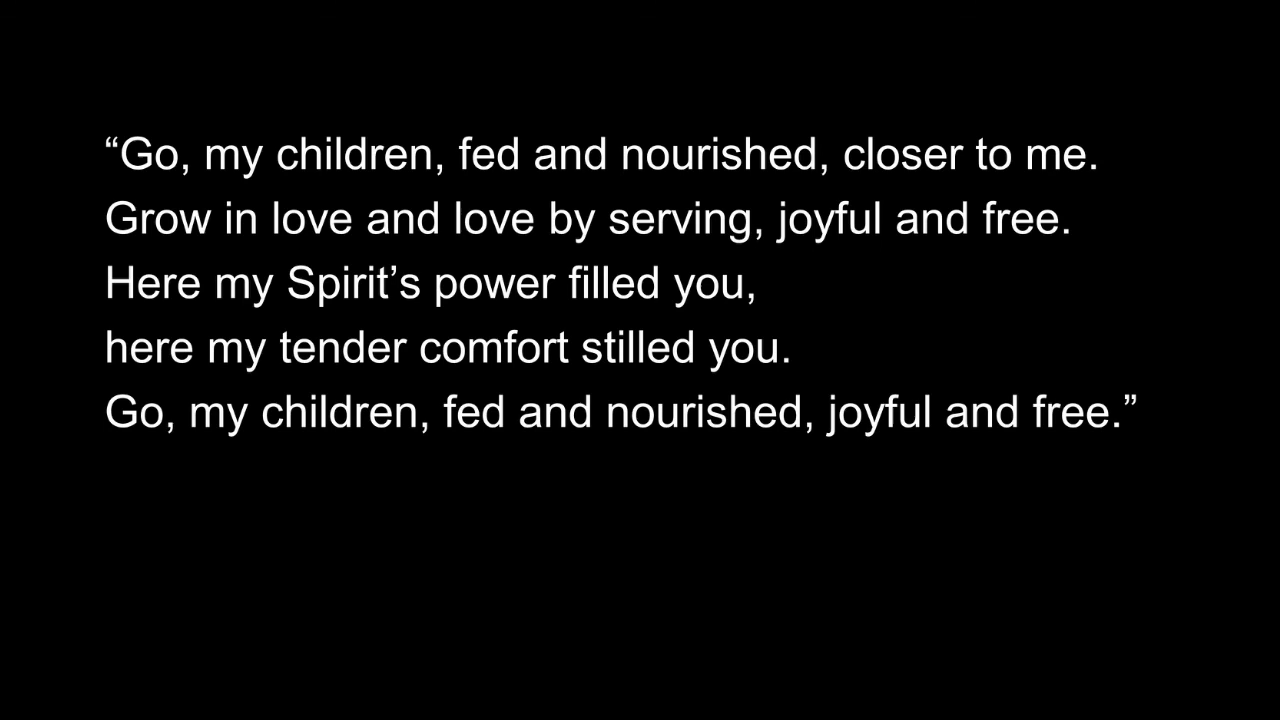 “Go, my children, fed and nourished, closer to me.
Grow in love and love by serving, joyful and free.
Here my Spirit’s power filled you,
here my tender comfort stilled you.
Go, my children, fed and nourished, joyful and free.”